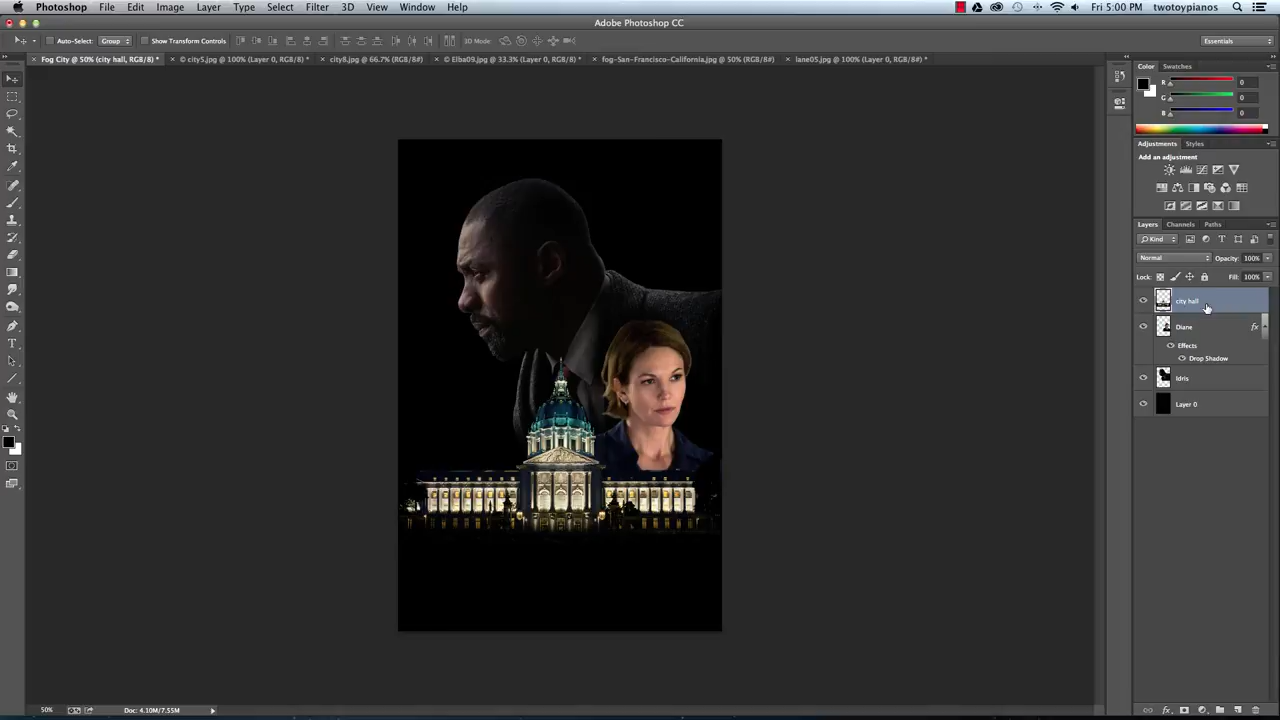 Photoshop File Edit Image Layer Type Select Filter 3D View Window Help Fri 5:00 PM twotoypianos
Adobe Photoshop CC
Auto-Select: Group Show Transform Controls 3D Mode: Essentials
Fog City @ 50% (city hall, RGB/8) * © city5.jpg @ 100% (Layer 0, RGB/8) * city8.jpg @ 66.7% (RGB/8#) © Elba09.jpg @ 33.3% (Layer 0, RGB/8) * fog-San-Francisco-California.jpg @ 50% (RGB/8#) lane05.jpg @ 100% (Layer 0, RGB/8#) *
Color Swatches
R 0
G 0
B 0
Adjustments Styles
Add an adjustment
Layers Channels Paths
Kind
Normal Opacity: 100%
Lock: Fill: 100%
city hall
Diane fx
Effects
Drop Shadow
Idris
Layer 0
50% Doc: 4.10M/7.55M